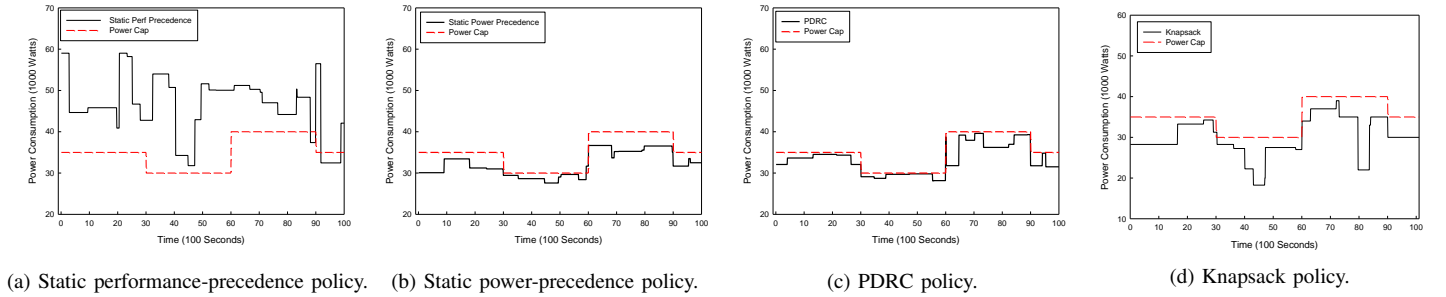 70
60
50
40
30
20
Power Consumption (1000 Watts)
Static Perf Precedence
Power Cap
0 10 20 30 40 50 60 70 80 90 100
Time (100 Seconds)
(a) Static performance-precedence policy.
70
60
50
40
30
20
Power Consumption (1000 Watts)
Static Power Precedence
Power Cap
0 10 20 30 40 50 60 70 80 90 100
Time (100 Seconds)
(b) Static power-precedence policy.
70
60
50
40
30
20
Power Consumption (1000 Watts)
PDRC
Power Cap
0 10 20 30 40 50 60 70 80 90 100
Time (100 Seconds)
(c) PDRC policy.
60
50
40
30
20
10
Power Consumption (1000 Watts)
Knapsack
Power Cap
0 10 20 30 40 50 60 70 80 90 100
Time (100 Seconds)
(d) Knapsack policy.